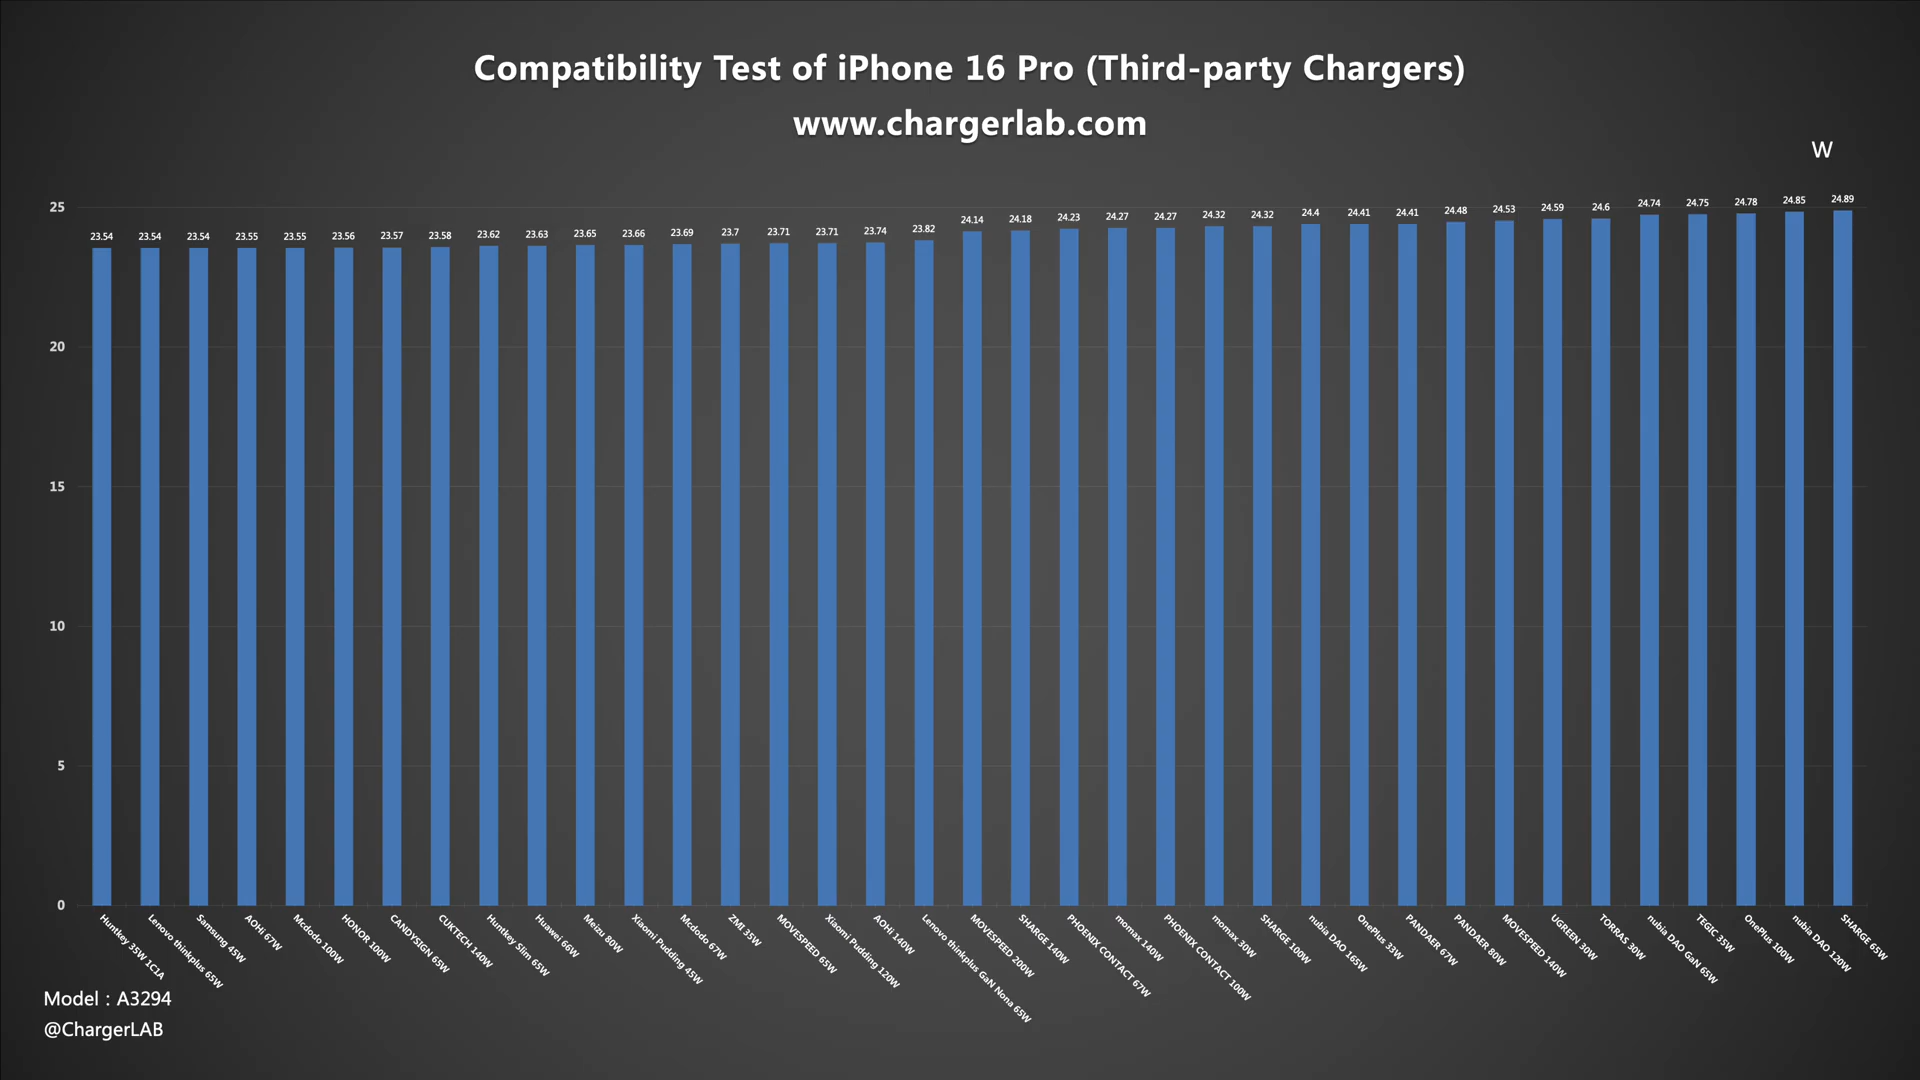 Compatibility Test of iPhone 16 Pro (Third-party Chargers)
www.chargerlab.com
W
25
20
15
10
5
0
23.54
23.54
23.54
23.55
23.55
23.56
23.57
23.58
23.62
23.63
23.65
23.66
23.69
23.7
23.71
23.71
23.74
23.82
24.14
24.18
24.23
24.27
24.27
24.32
24.32
24.4
24.41
24.41
24.48
24.53
24.59
24.6
24.74
24.75
24.78
24.85
24.89
Huntkey 35W 1C1A
Lenovo thinkplus 65W
Samsung 45W
AOHi 67W
Mcdodo 100W
HONOR 100W
CANDYSIGN 65W
CUKTECH 140W
Huntkey Slim 65W
Huawei 66W
Meizu 80W
Xiaomi Pudding 45W
Mcdodo 67W
ZMI 35W
MOVESPEED 65W
Xiaomi Pudding 120W
AOHi 140W
Lenovo thinkplus GaN Nona 65W
MOVESPEED 200W
SHARGE 140W
PHOENIX CONTACT 67W
momax 140W
PHOENIX CONTACT 100W
momax 30W
SHARGE 100W
nubia DAO 165W
OnePlus 33W
PANDAER 67W
PANDAER 80W
MOVESPEED 140W
UGREEN 30W
TORRAS 30W
nubia DAO GaN 65W
TEGIC 35W
OnePlus 100W
nubia DAO 120W
SHARGE 65W
Model : A3294
@ChargerLAB